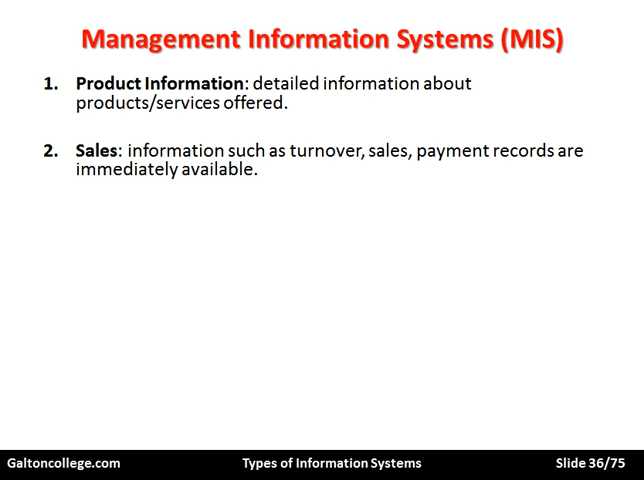 Management Information Systems (MIS)
1. Product Information: detailed information about
products/services offered.
2. Sales: information such as turnover, sales, payment records are
immediately available.
Galtoncollege.com Types of Information Systems Slide 36/75